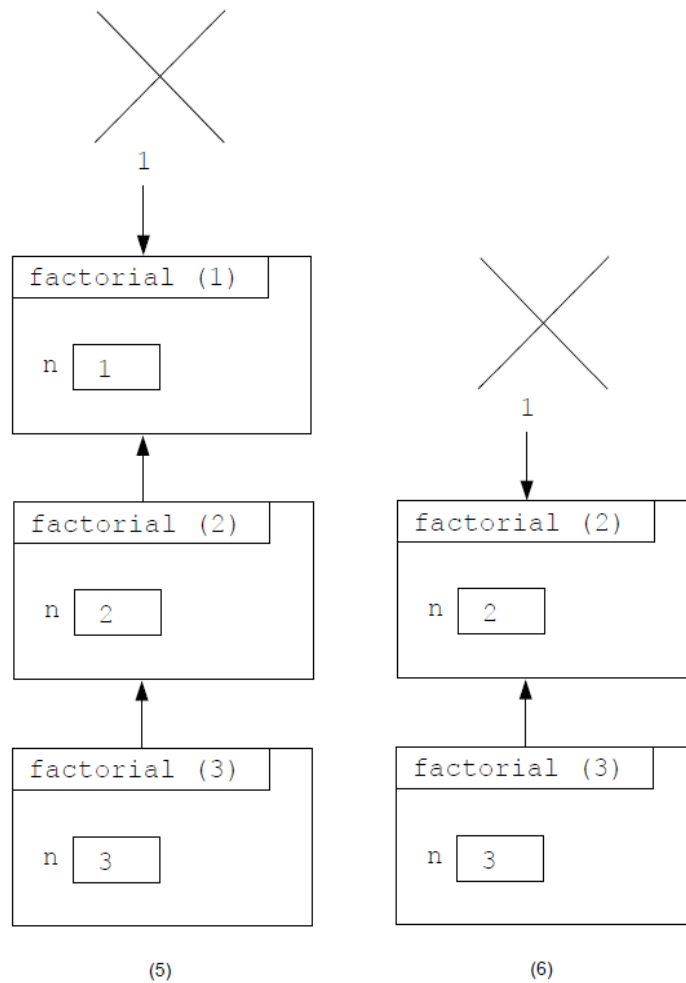 1
factorial (1)
n 1
factorial (2)
n 2
factorial (3)
n 3
(5)
1
factorial (2)
n 2
factorial (3)
n 3
(6)